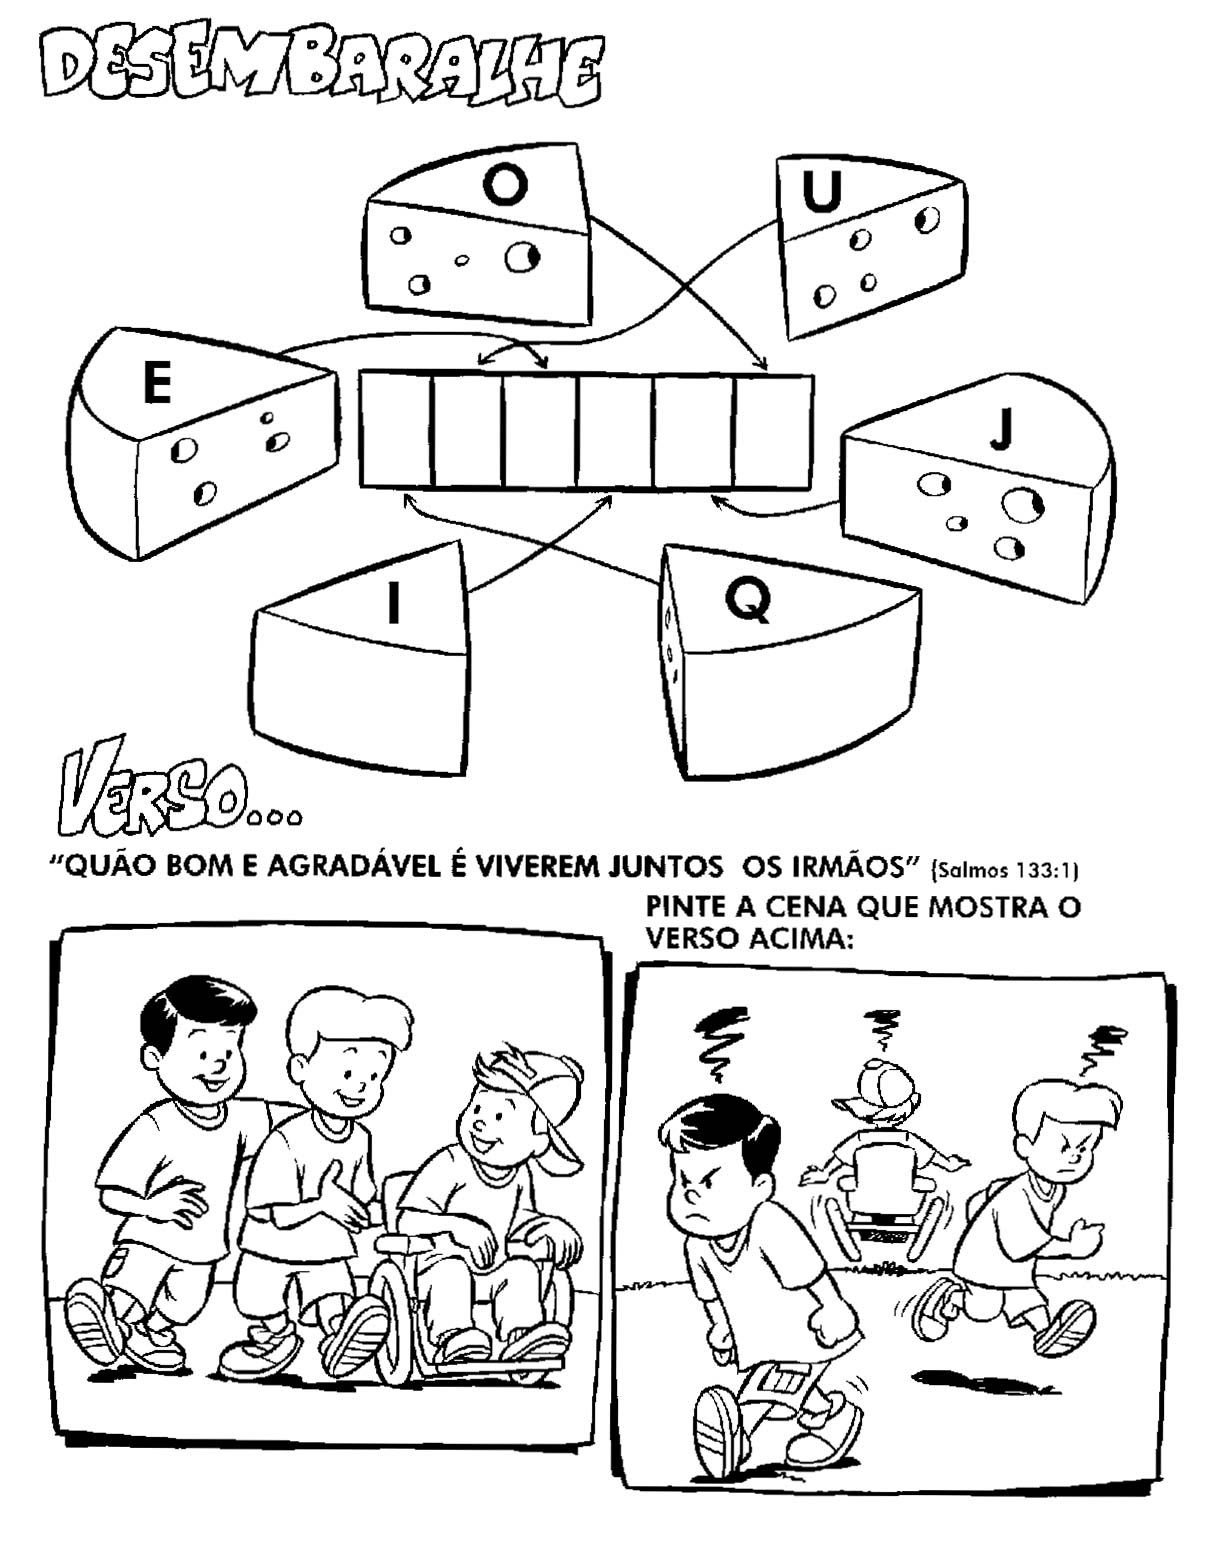 DESEMBARALHE
O
U
E
J
I
Q
VERSO...
"QUÃO BOM E AGRADÁVEL É VIVEREM JUNTOS OS IRMÃOS" (Salmos 133:1)
PINTE A CENA QUE MOSTRA O
VERSO ACIMA: